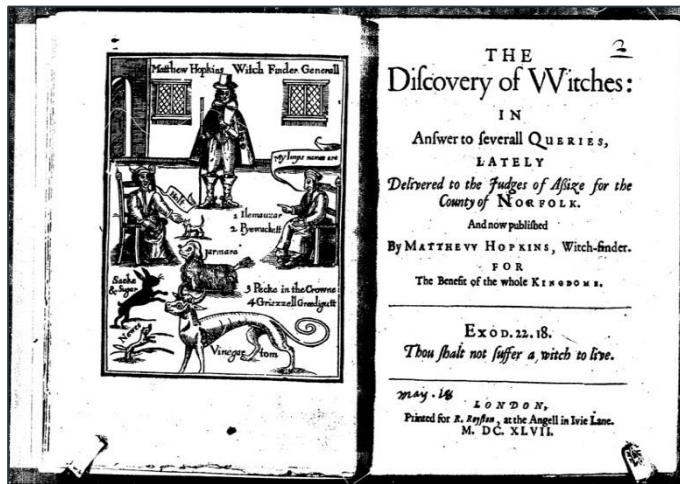 Matthew Hopkins Witch Finder Generall
My Imps names are
Holt
1 Ilemauzar
2 Pyewackett
Jarmara
Sacke
& Sugar
3 Pecke in the Crowne
4 Griezzell Greedigutt
Newes
Vinegar tom
2
THE
Diſcovery of VVitches:
IN
Anſwer to ſeverall QUERIES,
LATELY
Delivered to the Judges of Aſsize for the
County of NORFOLK.
And now publiſhed
By MATTHEVV HOPKINS, Witch-finder.
FOR
The Benefit of the whole KINGDOME.
EXOD. 22. 18.
Thou ſhalt not ſuffer a witch to live.
may. 18
LONDON,
Printed for R. Royſton, at the Angell in Ivie Lane.
M. DC. XLVII.